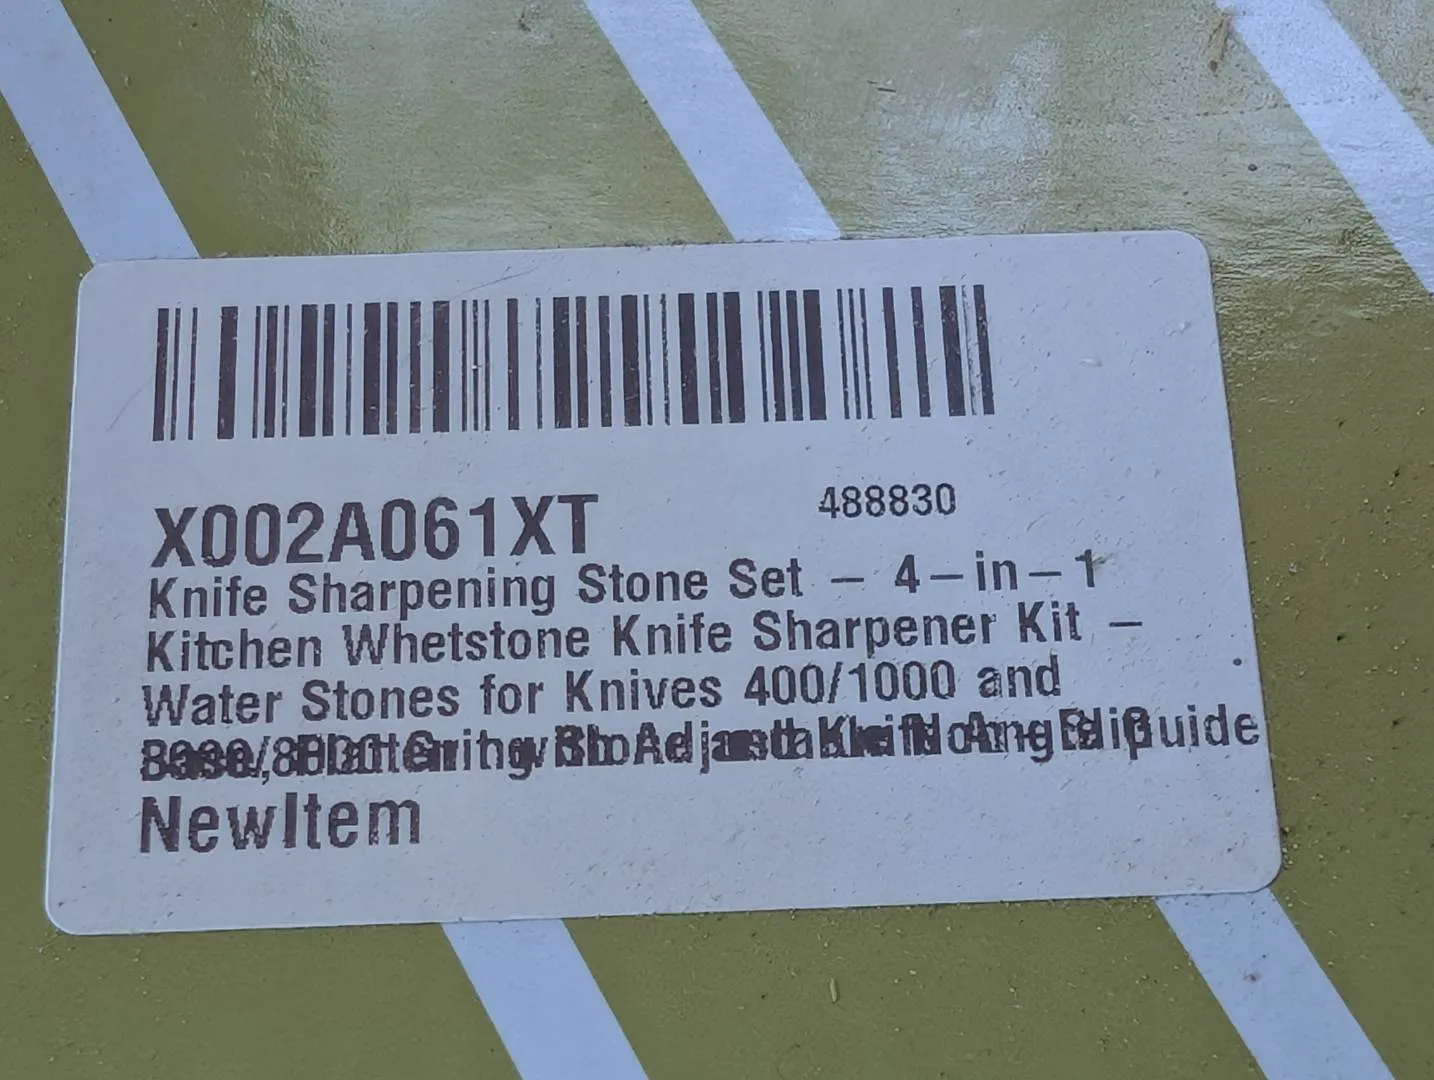 X002A061XT 488830
Knife Sharpening Stone Set – 4–in–1
Kitchen Whetstone Knife Sharpener Kit –
Water Stones for Knives 400/1000 and
Guide
NewItem